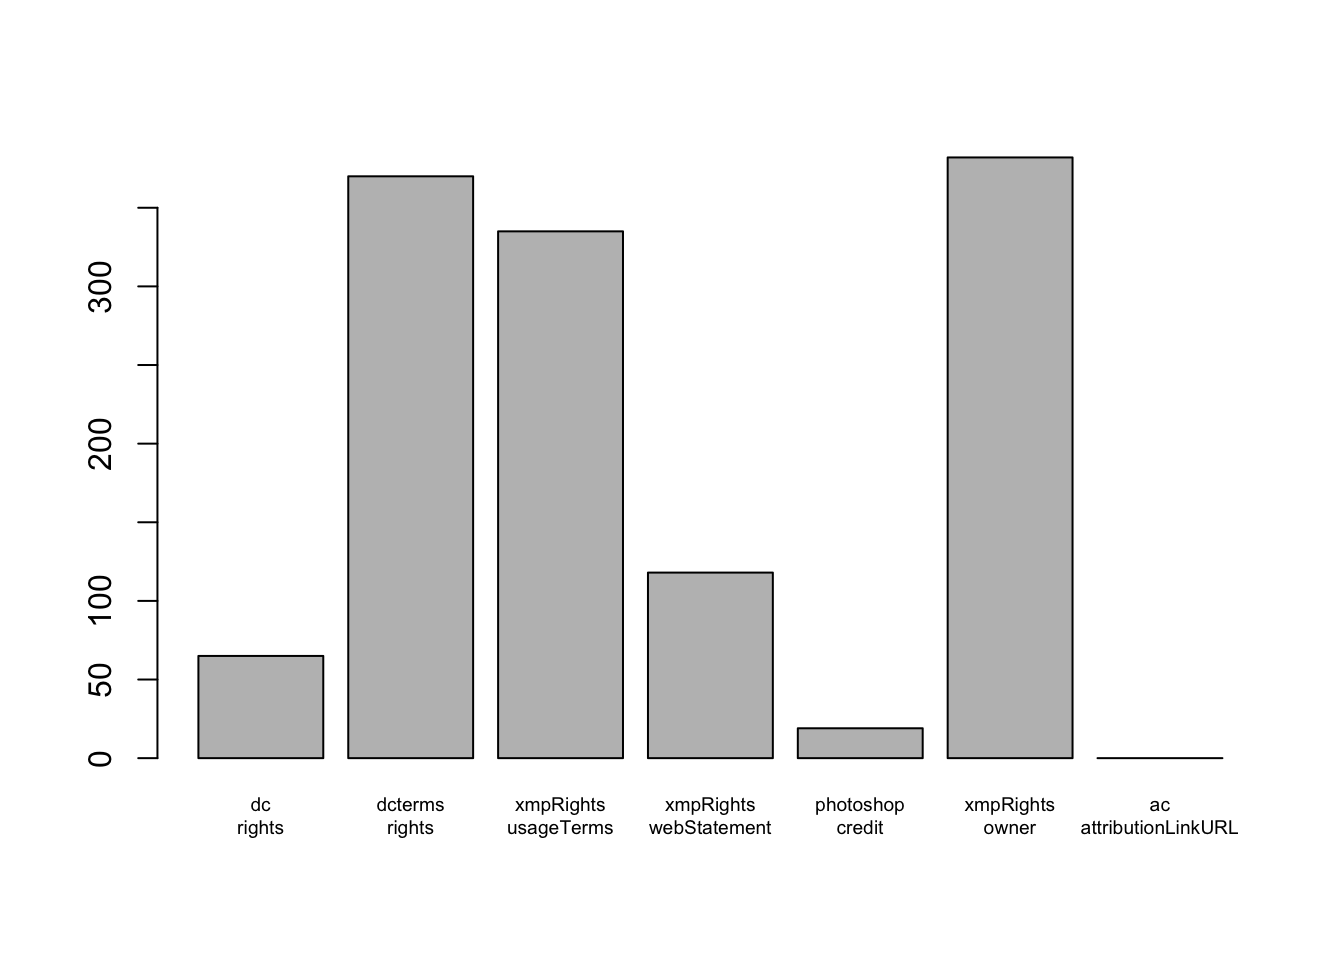 300
200
100
50
0
dc
rights
dcterms
rights
xmpRights
usageTerms
xmpRights
webStatement
photoshop
credit
xmpRights
owner
ac
attributionLinkURL